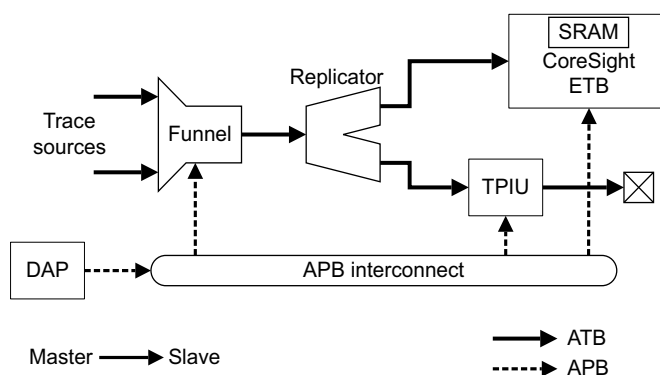 SRAM
CoreSight
ETB
Replicator
Trace
sources
Funnel
TPIU
DAP
APB interconnect
Master
Slave
ATB
APB